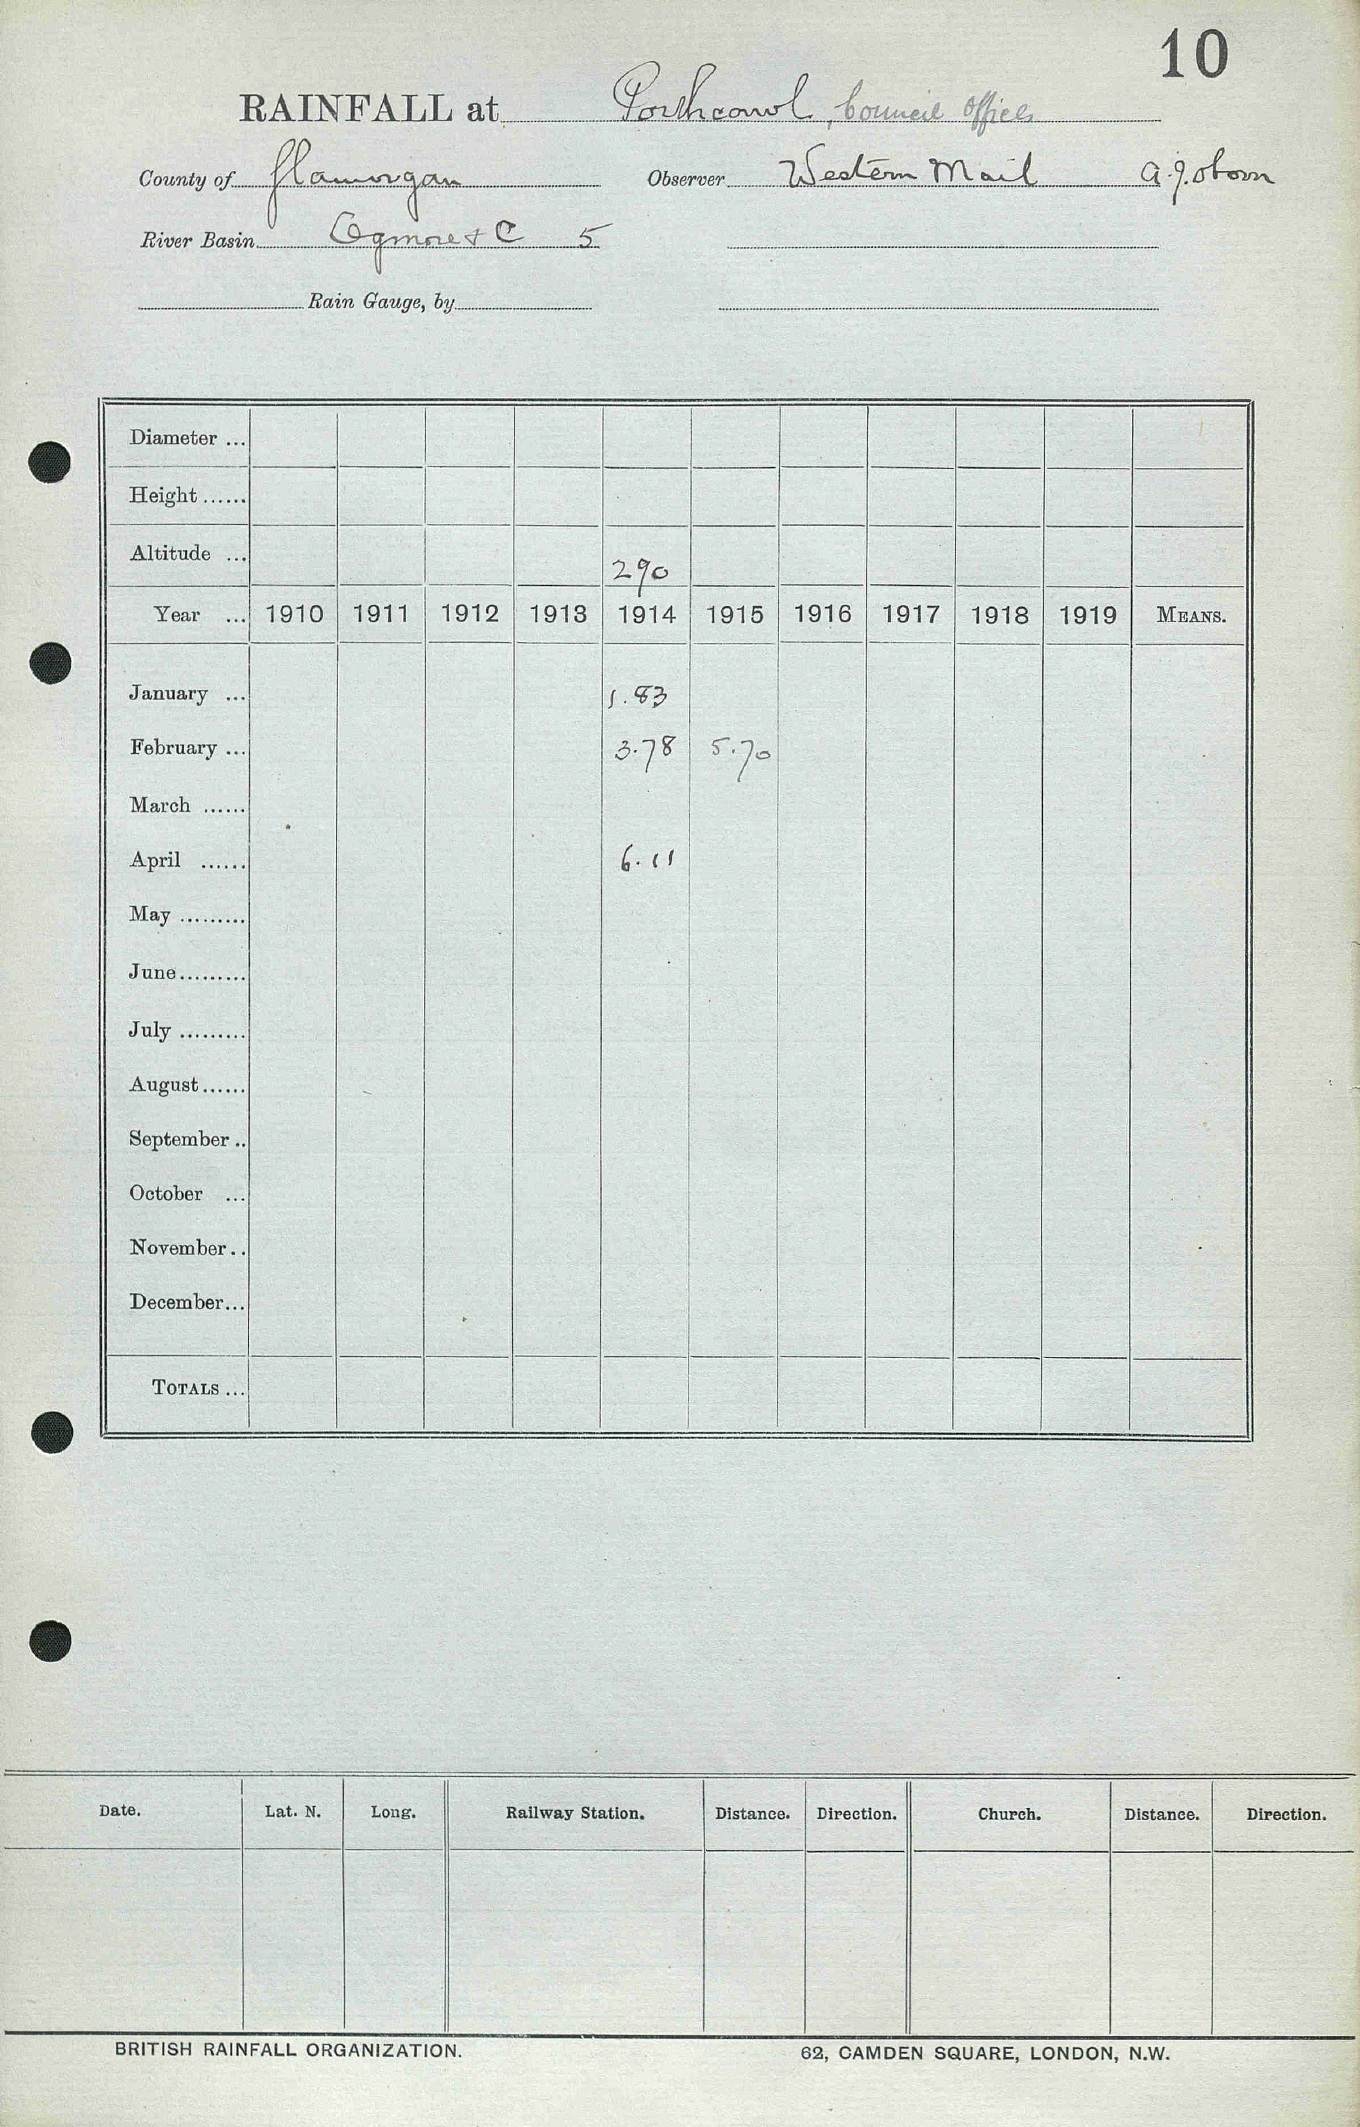 10
RAINFALL at Porthcawl, Council Offices
County of Glamorgan Observer Western Mail A.J. Oborn
River Basin Ogmore & C 5
Rain Gauge, by
Diameter ...
Height ......
Altitude ... 290
Year ... 1910 1911 1912 1913 1914 1915 1916 1917 1918 1919 MEANS.
January ... 1.83
February ... 3.78 5.70
March ......
April ...... 6.11
May .........
June .........
July .........
August ......
September ..
October ...
November ..
December ...
TOTALS ...
Date. Lat. N. Long. Railway Station. Distance. Direction. Church. Distance. Direction.
BRITISH RAINFALL ORGANIZATION. 62, CAMDEN SQUARE, LONDON, N.W.